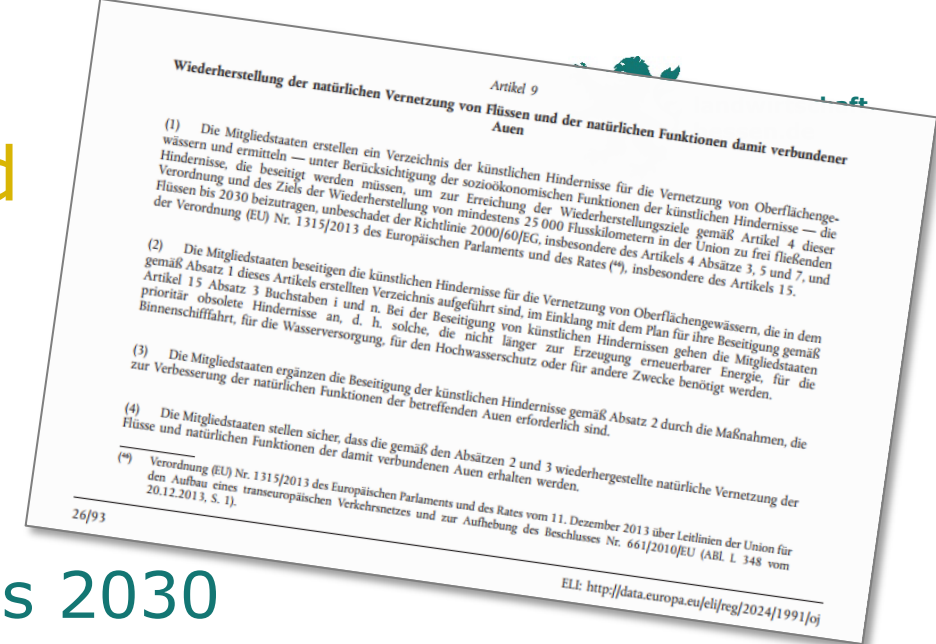 Artikel 9
Wiederherstellung der natürlichen Vernetzung von Flüssen und der natürlichen Funktionen damit verbundener
Auen
(1) Die Mitgliedstaaten erstellen ein Verzeichnis der künstlichen Hindernisse für die Vernetzung von Oberflächenge-
wässern und ermitteln — unter Berücksichtigung der sozioökonomischen Funktionen der künstlichen Hindernisse — die
Hindernisse, die beseitigt werden müssen, um zur Erreichung der Wiederherstellungsziele gemäß Artikel 4 dieser
Verordnung und des Ziels der Wiederherstellung von mindestens 25 000 Flusskilometern in der Union zu frei fließenden
Flüssen bis 2030 beizutragen, unbeschadet der Richtlinie 2000/60/EG, insbesondere des Artikels 4 Absätze 3, 5 und 7, und
der Verordnung (EU) Nr. 1315/2013 des Europäischen Parlaments und des Rates (⁴⁶), insbesondere des Artikels 15.
(2) Die Mitgliedstaaten beseitigen die künstlichen Hindernisse für die Vernetzung von Oberflächengewässern, die in dem
gemäß Absatz 1 dieses Artikels erstellten Verzeichnis aufgeführt sind, im Einklang mit dem Plan für ihre Beseitigung gemäß
Artikel 15 Absatz 3 Buchstaben i und n. Bei der Beseitigung von künstlichen Hindernissen gehen die Mitgliedstaaten
prioritär obsolete Hindernisse an, d. h. solche, die nicht länger zur Erzeugung erneuerbarer Energie, für die
Binnenschifffahrt, für die Wasserversorgung, für den Hochwasserschutz oder für andere Zwecke benötigt werden.
(3) Die Mitgliedstaaten ergänzen die Beseitigung der künstlichen Hindernisse gemäß Absatz 2 durch die Maßnahmen, die
zur Verbesserung der natürlichen Funktionen der betreffenden Auen erforderlich sind.
(4) Die Mitgliedstaaten stellen sicher, dass die gemäß den Absätzen 2 und 3 wiederhergestellte natürliche Vernetzung der
Flüsse und natürlichen Funktionen der damit verbundenen Auen erhalten werden.
(⁴⁶) Verordnung (EU) Nr. 1315/2013 des Europäischen Parlaments und des Rates vom 11. Dezember 2013 über Leitlinien der Union für
den Aufbau eines transeuropäischen Verkehrsnetzes und zur Aufhebung des Beschlusses Nr. 661/2010/EU (ABl. L 348 vom
20.12.2013, S. 1).
26/93
ELI: http://data.europa.eu/eli/reg/2024/1991/oj
d
s 2030